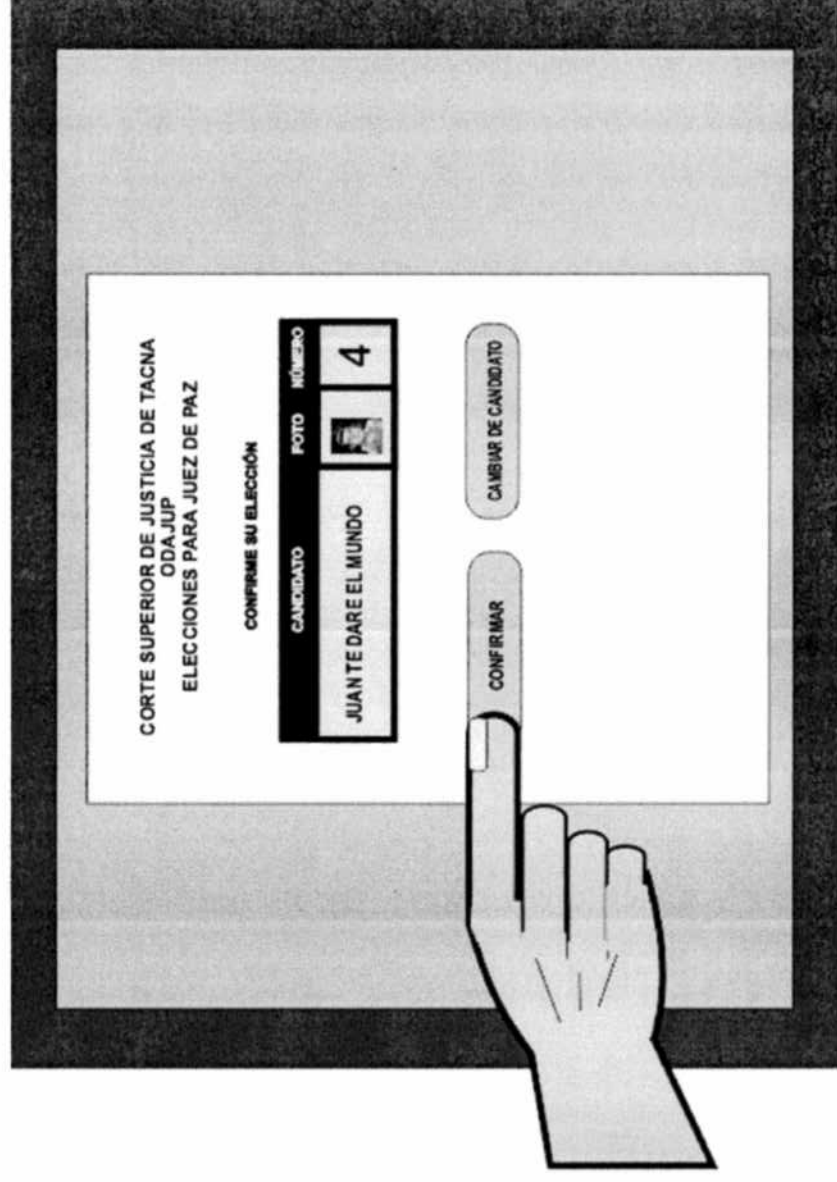 CORTE SUPERIOR DE JUSTICIA DE TACNA
ODAJUP
ELECCIONES PARA JUEZ DE PAZ
CONFIRME SU ELECCIÓN
CANDIDATO FOTO NÚMERO
JUAN TE DARE EL MUNDO 4
CONFIRMAR CAMBIAR DE CANDIDATO